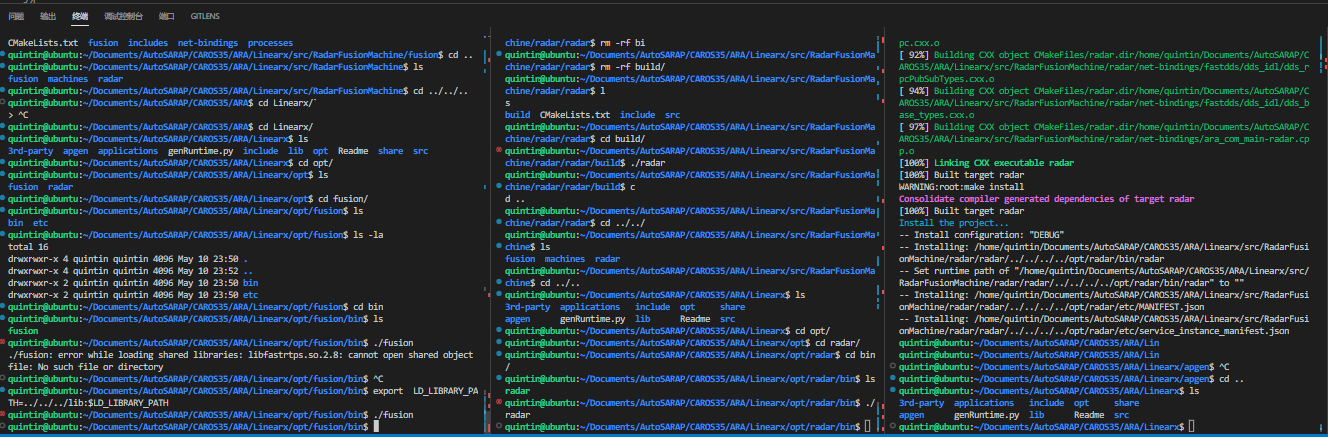 问题 输出 终端 调试控制台 端口 GITLENS
CMakeLists.txt fusion includes net-bindings processes
quintin@ubuntu:~/Documents/AutoSARAP/CAROS35/ARA/Linearx/src/RadarFusionMachine/fusion$ cd ..
quintin@ubuntu:~/Documents/AutoSARAP/CAROS35/ARA/Linearx/src/RadarFusionMachine$ ls
fusion machines radar
quintin@ubuntu:~/Documents/AutoSARAP/CAROS35/ARA/Linearx/src/RadarFusionMachine$ cd ../../..
quintin@ubuntu:~/Documents/AutoSARAP/CAROS35/ARA$ cd Linearx/`
> ^C
quintin@ubuntu:~/Documents/AutoSARAP/CAROS35/ARA$ cd Linearx/
quintin@ubuntu:~/Documents/AutoSARAP/CAROS35/ARA/Linearx$ ls
3rd-party apgen applications genRuntime.py include lib opt Readme share src
quintin@ubuntu:~/Documents/AutoSARAP/CAROS35/ARA/Linearx$ cd opt/
quintin@ubuntu:~/Documents/AutoSARAP/CAROS35/ARA/Linearx/opt$ ls
fusion radar
quintin@ubuntu:~/Documents/AutoSARAP/CAROS35/ARA/Linearx/opt$ cd fusion/
quintin@ubuntu:~/Documents/AutoSARAP/CAROS35/ARA/Linearx/opt/fusion$ ls
bin etc
quintin@ubuntu:~/Documents/AutoSARAP/CAROS35/ARA/Linearx/opt/fusion$ ls -la
total 16
drwxrwxr-x 4 quintin quintin 4096 May 10 23:50 .
drwxrwxr-x 4 quintin quintin 4096 May 10 23:52 ..
drwxrwxr-x 2 quintin quintin 4096 May 10 23:50 bin
drwxrwxr-x 2 quintin quintin 4096 May 10 23:50 etc
quintin@ubuntu:~/Documents/AutoSARAP/CAROS35/ARA/Linearx/opt/fusion$ cd bin
quintin@ubuntu:~/Documents/AutoSARAP/CAROS35/ARA/Linearx/opt/fusion/bin$ ls
fusion
quintin@ubuntu:~/Documents/AutoSARAP/CAROS35/ARA/Linearx/opt/fusion/bin$ ./fusion
./fusion: error while loading shared libraries: libfastrtps.so.2.8: cannot open shared object
file: No such file or directory
quintin@ubuntu:~/Documents/AutoSARAP/CAROS35/ARA/Linearx/opt/fusion/bin$ ^C
quintin@ubuntu:~/Documents/AutoSARAP/CAROS35/ARA/Linearx/opt/fusion/bin$ export LD_LIBRARY_PA
TH=../../../lib:$LD_LIBRARY_PATH
quintin@ubuntu:~/Documents/AutoSARAP/CAROS35/ARA/Linearx/opt/fusion/bin$ ./fusion
quintin@ubuntu:~/Documents/AutoSARAP/CAROS35/ARA/Linearx/opt/fusion/bin$
chine/radar/radar$ rm -rf bi
quintin@ubuntu:~/Documents/AutoSARAP/CAROS35/ARA/Linearx/src/RadarFusionMa
chine/radar/radar$ rm -rf build/
quintin@ubuntu:~/Documents/AutoSARAP/CAROS35/ARA/Linearx/src/RadarFusionMa
chine/radar/radar$ l
s
build CMakeLists.txt include src
quintin@ubuntu:~/Documents/AutoSARAP/CAROS35/ARA/Linearx/src/RadarFusionMa
chine/radar/radar$ cd build/
quintin@ubuntu:~/Documents/AutoSARAP/CAROS35/ARA/Linearx/src/RadarFusionMa
chine/radar/radar/build$ ./radar
quintin@ubuntu:~/Documents/AutoSARAP/CAROS35/ARA/Linearx/src/RadarFusionMa
chine/radar/radar/build$ c
d ..
quintin@ubuntu:~/Documents/AutoSARAP/CAROS35/ARA/Linearx/src/RadarFusionMa
chine/radar/radar$ cd ../../
quintin@ubuntu:~/Documents/AutoSARAP/CAROS35/ARA/Linearx/src/RadarFusionMa
chine$ ls
fusion machines radar
quintin@ubuntu:~/Documents/AutoSARAP/CAROS35/ARA/Linearx/src/RadarFusionMa
chine$ cd ../..
quintin@ubuntu:~/Documents/AutoSARAP/CAROS35/ARA/Linearx$ ls
3rd-party applications include opt share
apgen genRuntime.py lib Readme src
quintin@ubuntu:~/Documents/AutoSARAP/CAROS35/ARA/Linearx$ cd opt/
quintin@ubuntu:~/Documents/AutoSARAP/CAROS35/ARA/Linearx/opt$ cd radar/
quintin@ubuntu:~/Documents/AutoSARAP/CAROS35/ARA/Linearx/opt/radar$ cd bin
/
quintin@ubuntu:~/Documents/AutoSARAP/CAROS35/ARA/Linearx/opt/radar/bin$ ls
radar
quintin@ubuntu:~/Documents/AutoSARAP/CAROS35/ARA/Linearx/opt/radar/bin$ ./
radar
quintin@ubuntu:~/Documents/AutoSARAP/CAROS35/ARA/Linearx/opt/radar/bin$
pc.cxx.o
[ 92%] Building CXX object CMakeFiles/radar.dir/home/quintin/Documents/AutoSARAP/C
AROS35/ARA/Linearx/src/RadarFusionMachine/radar/net-bindings/fastdds/dds_idl/dds_r
pcPubSubTypes.cxx.o
[ 94%] Building CXX object CMakeFiles/radar.dir/home/quintin/Documents/AutoSARAP/C
AROS35/ARA/Linearx/src/RadarFusionMachine/radar/net-bindings/fastdds/dds_idl/dds_b
ase_types.cxx.o
[ 97%] Building CXX object CMakeFiles/radar.dir/home/quintin/Documents/AutoSARAP/C
AROS35/ARA/Linearx/src/RadarFusionMachine/radar/net-bindings/ara_com_main-radar.cp
p.o
[100%] Linking CXX executable radar
[100%] Built target radar
WARNING:root:make install
Consolidate compiler generated dependencies of target radar
[100%] Built target radar
Install the project...
-- Install configuration: "DEBUG"
-- Installing: /home/quintin/Documents/AutoSARAP/CAROS35/ARA/Linearx/src/RadarFusi
onMachine/radar/radar/../../../../opt/radar/bin/radar
-- Set runtime path of "/home/quintin/Documents/AutoSARAP/CAROS35/ARA/Linearx/src/
RadarFusionMachine/radar/radar/../../../../opt/radar/bin/radar" to ""
-- Installing: /home/quintin/Documents/AutoSARAP/CAROS35/ARA/Linearx/src/RadarFusi
onMachine/radar/radar/../../../../opt/radar/etc/MANIFEST.json
-- Installing: /home/quintin/Documents/AutoSARAP/CAROS35/ARA/Linearx/src/RadarFusi
onMachine/radar/radar/../../../../opt/radar/etc/service_instance_manifest.json
quintin@ubuntu:~/Documents/AutoSARAP/CAROS35/ARA/Lin
quintin@ubuntu:~/Documents/AutoSARAP/CAROS35/ARA/Lin
quintin@ubuntu:~/Documents/AutoSARAP/CAROS35/ARA/Linearx/apgen$ ^C
quintin@ubuntu:~/Documents/AutoSARAP/CAROS35/ARA/Linearx/apgen$ cd ..
quintin@ubuntu:~/Documents/AutoSARAP/CAROS35/ARA/Linearx$ ls
3rd-party applications include opt share
apgen genRuntime.py lib Readme src
quintin@ubuntu:~/Documents/AutoSARAP/CAROS35/ARA/Linearx$